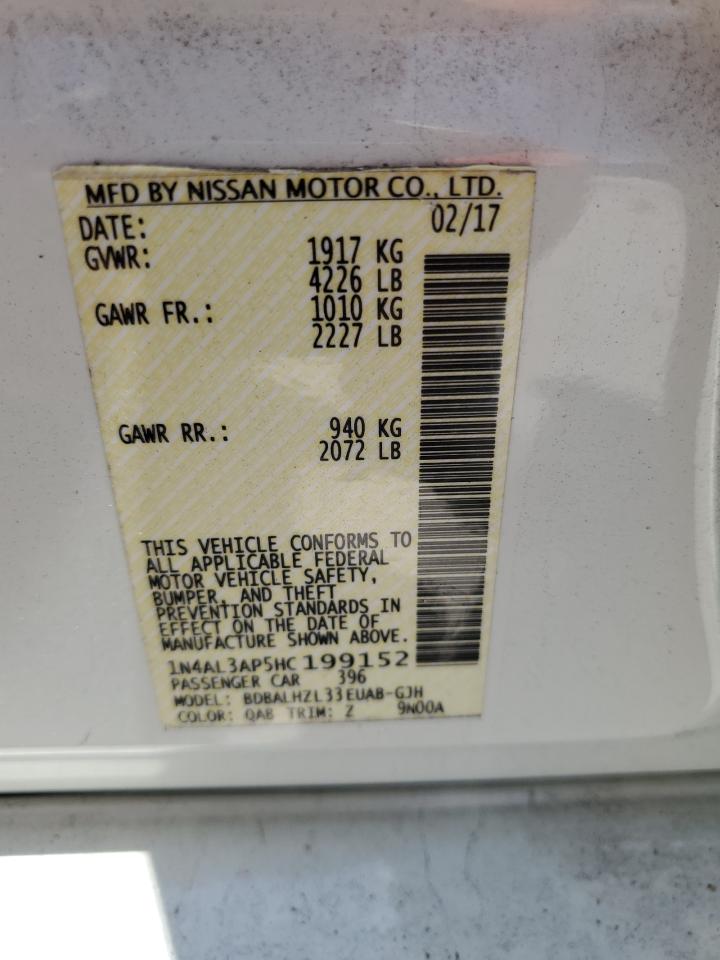 MFD BY NISSAN MOTOR CO., LTD.
DATE: 02/17
GVWR: 1917 KG
4226 LB
GAWR FR.: 1010 KG
2227 LB
GAWR RR.: 940 KG
2072 LB
THIS VEHICLE CONFORMS TO
ALL APPLICABLE FEDERAL
MOTOR VEHICLE SAFETY,
BUMPER, AND THEFT
PREVENTION STANDARDS IN
EFFECT ON THE DATE OF
MANUFACTURE SHOWN ABOVE.
1N4AL3AP5HC199152
PASSENGER CAR 396
MODEL: BDBALHZL33EUAB-GJH
COLOR: QAB TRIM: Z 9N00A